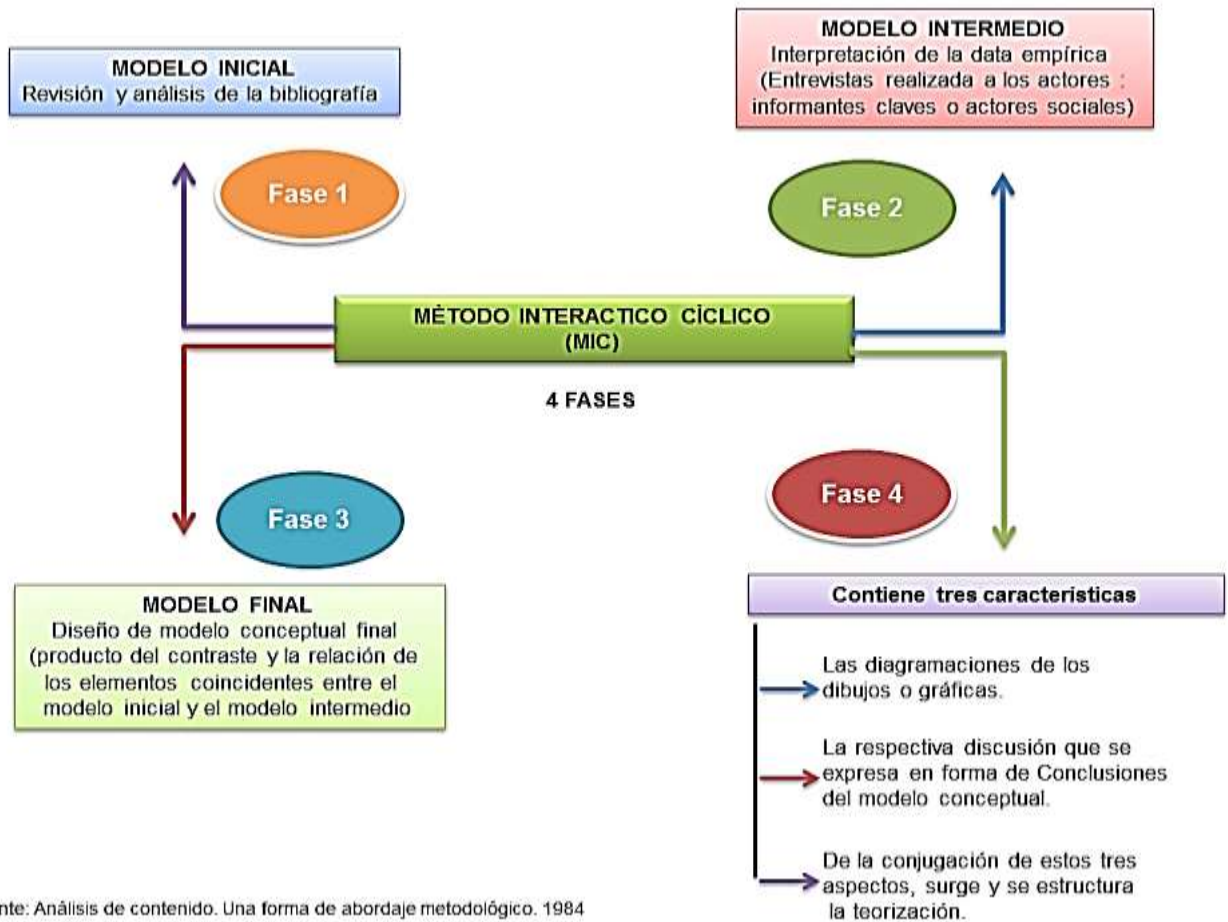 MODELO INICIAL
Revisión y análisis de la bibliografía
MODELO INTERMEDIO
Interpretación de la data empírica
(Entrevistas realizada a los actores :
informantes claves o actores sociales)
Fase 1
Fase 2
MÉTODO INTERACTICO CÍCLICO
(MIC)
4 FASES
Fase 3
Fase 4
MODELO FINAL
Diseño de modelo conceptual final
(producto del contraste y la relación de
los elementos coincidentes entre el
modelo inicial y el modelo intermedio
Contiene tres características
Las diagramaciones de los
dibujos o gráficas.
La respectiva discusión que se
expresa en forma de Conclusiones
del modelo conceptual.
De la conjugación de estos tres
aspectos, surge y se estructura
la teorización.
nte: Análisis de contenido. Una forma de abordaje metodológico. 1984